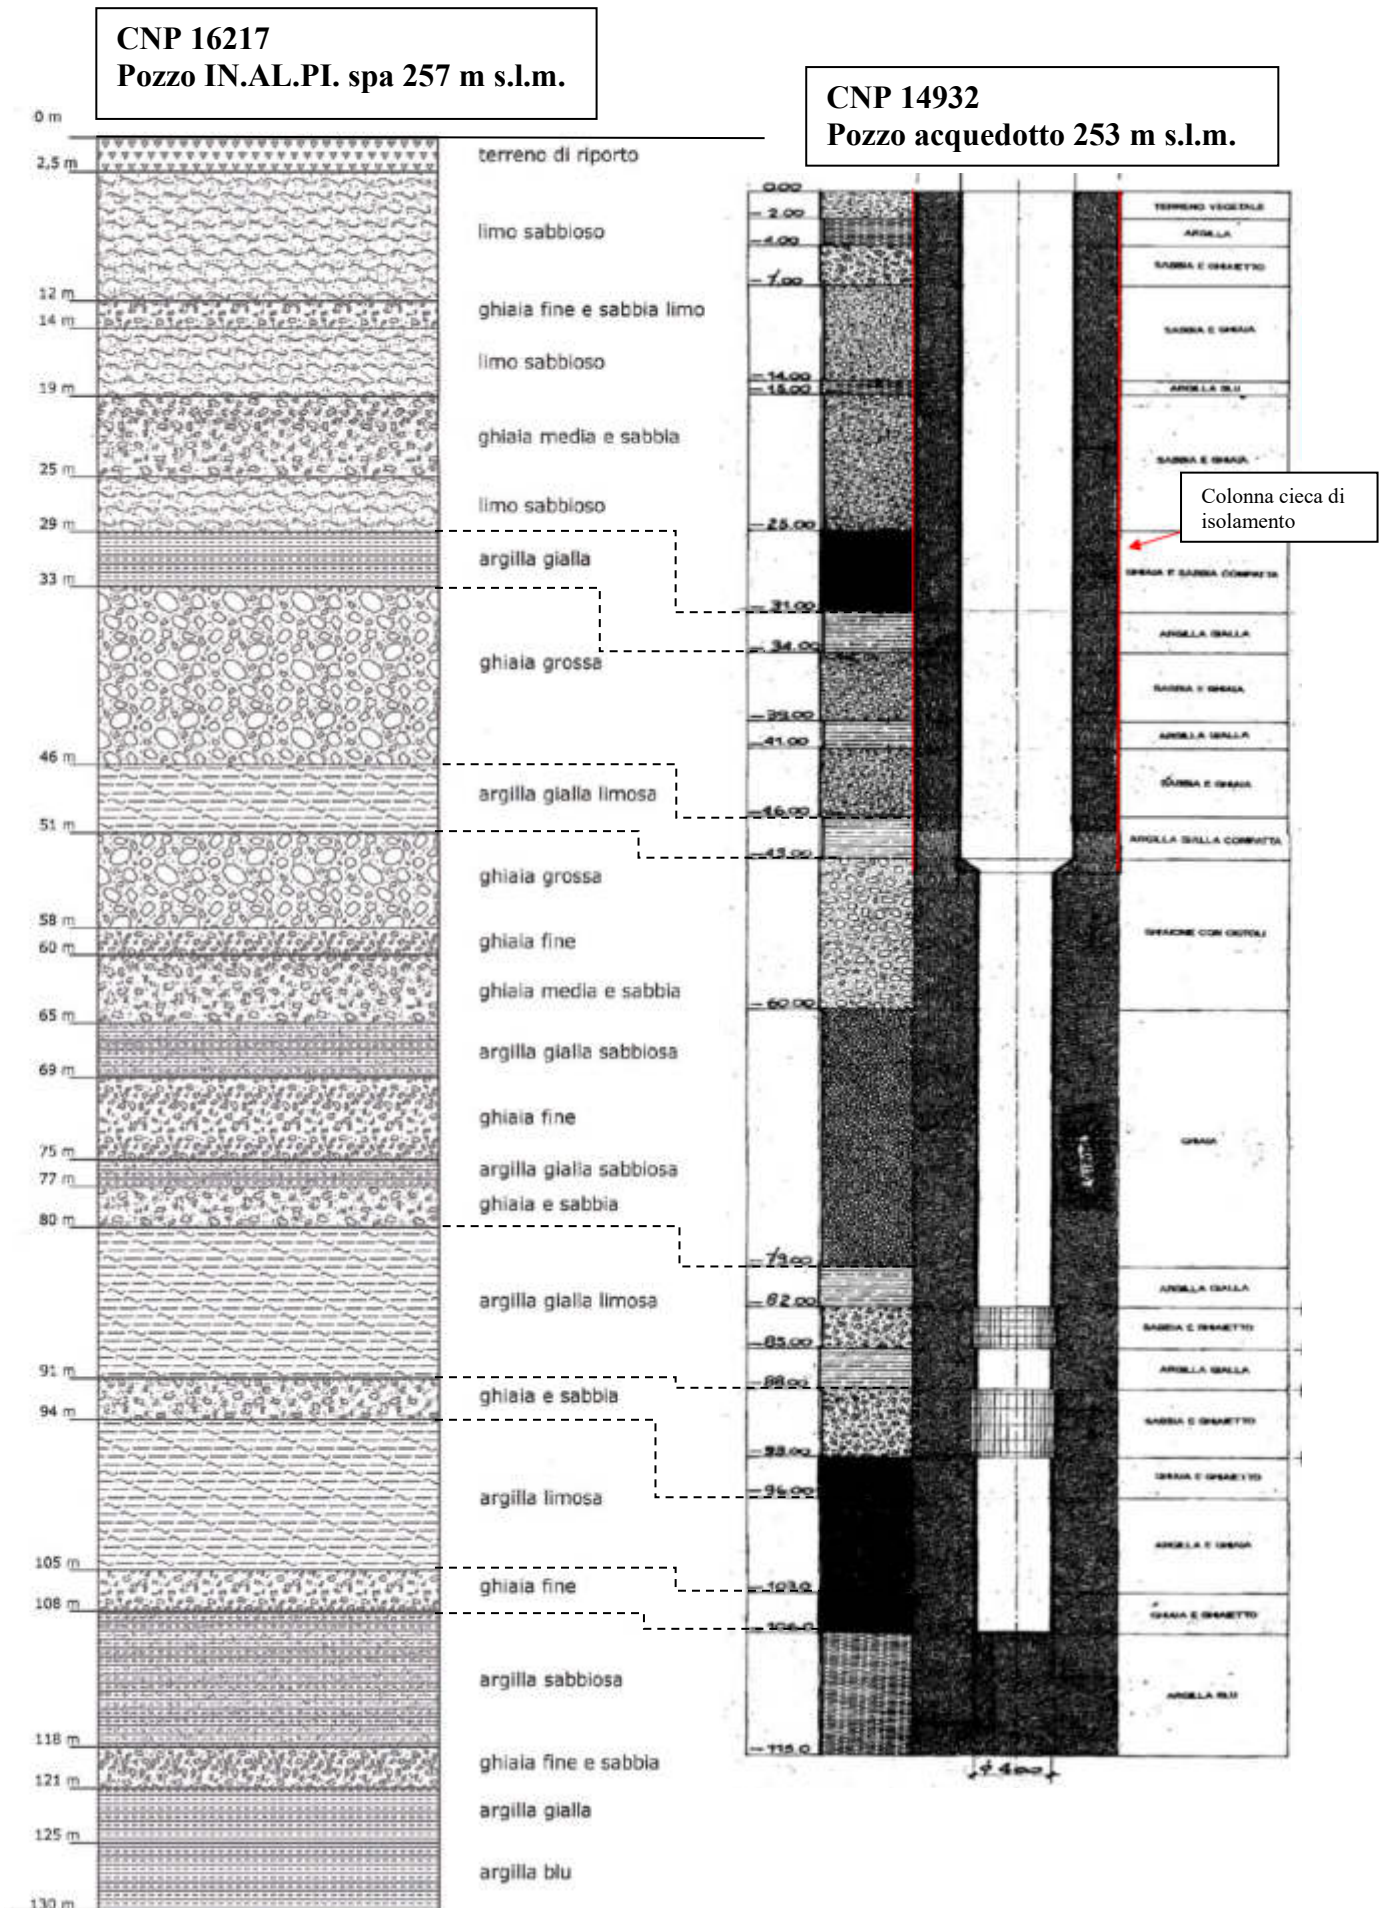 CNP 16217
Pozzo IN.AL.PI. spa 257 m s.l.m.
0 m
2,5 m
terreno di riporto
limo sabbioso
12 m
ghiaia fine e sabbia limo
14 m
limo sabbioso
19 m
ghiaia media e sabbia
25 m
limo sabbioso
29 m
argilla gialla
33 m
ghiaia grossa
46 m
argilla gialla limosa
51 m
ghiaia grossa
58 m
ghiaia fine
60 m
ghiaia media e sabbia
65 m
argilla gialla sabbiosa
69 m
ghiaia fine
75 m
argilla gialla sabbiosa
77 m
ghiaia e sabbia
80 m
argilla gialla limosa
91 m
ghiaia e sabbia
94 m
argilla limosa
105 m
ghiaia fine
108 m
argilla sabbiosa
118 m
ghiaia fine e sabbia
121 m
argilla gialla
125 m
argilla blu
130 m
CNP 14932
Pozzo acquedotto 253 m s.l.m.
0.00
TERRENO VEGETALE
-2.00
ARGILLA
-4.00
SABBIA E GHIAIETTO
-7.00
SABBIA E GHIAIA
-14.00
ARGILLA BLU
-15.00
SABBIA E GHIAIA
Colonna cieca di
isolamento
-25.00
GHIAIA E SABBIA COMPATTA
-31.00
ARGILLA GIALLA
-34.00
SABBIA E GHIAIA
-39.00
ARGILLA GIALLA
-41.00
SABBIA E GHIAIA
-46.00
ARGILLA GIALLA COMPATTA
-49.00
GHIAIONE CON CIOTOLI
-60.00
GHIAIA
-79.00
ARGILLA GIALLA
-82.00
SABBIA E GHIAIETTO
-85.00
ARGILLA GIALLA
-88.00
SABBIA E GHIAIETTO
-93.00
GHIAIA E GHIAIETTO
-96.00
ARGILLA E GHIAIA
-103.0
GHIAIA E GHIAIETTO
-106.0
ARGILLA BLU
-115.0
ϕ 400